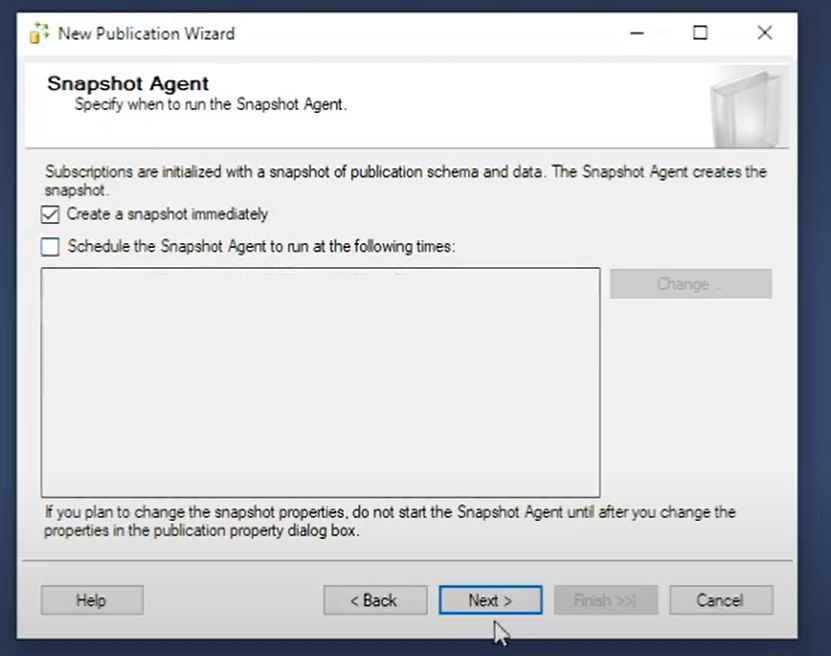 New Publication Wizard
Snapshot Agent
Specify when to run the Snapshot Agent.
Subscriptions are initialized with a snapshot of publication schema and data. The Snapshot Agent creates the
snapshot.
Create a snapshot immediately
Schedule the Snapshot Agent to run at the following times:
Change ...
If you plan to change the snapshot properties, do not start the Snapshot Agent until after you change the
properties in the publication property dialog box.
Help
< Back
Next >
Finish >>|
Cancel